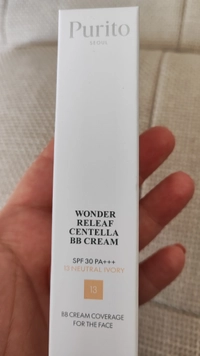 Purito
SEOUL
WONDER
RELEAF
CENTELLA
BB CREAM
SPF 30 PA+++
13 NEUTRAL IVORY
13
BB CREAM COVERAGE
FOR THE FACE